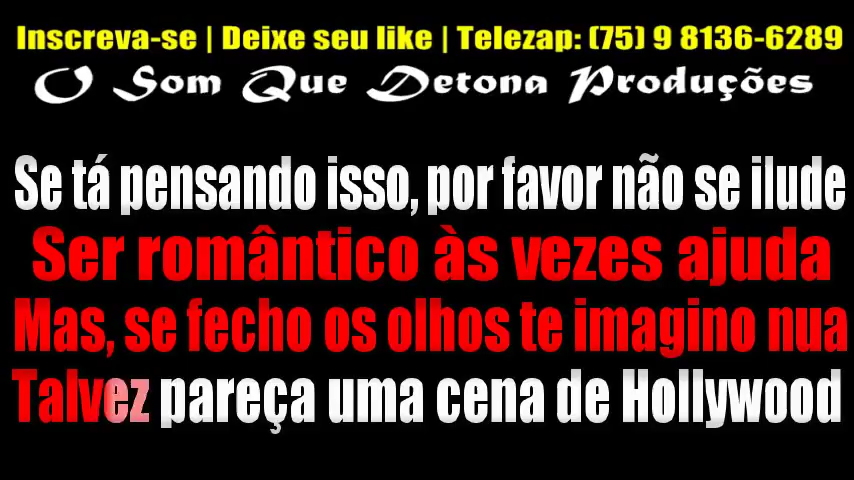 Inscreva-se | Deixe seu like | Telezap: (75) 9 8136-6289
O Som Que Detona Produções
Se tá pensando isso, por favor não se ilude
Ser romântico às vezes ajuda
Mas, se fecho os olhos te imagino nua
Talvez pareça uma cena de Hollywood